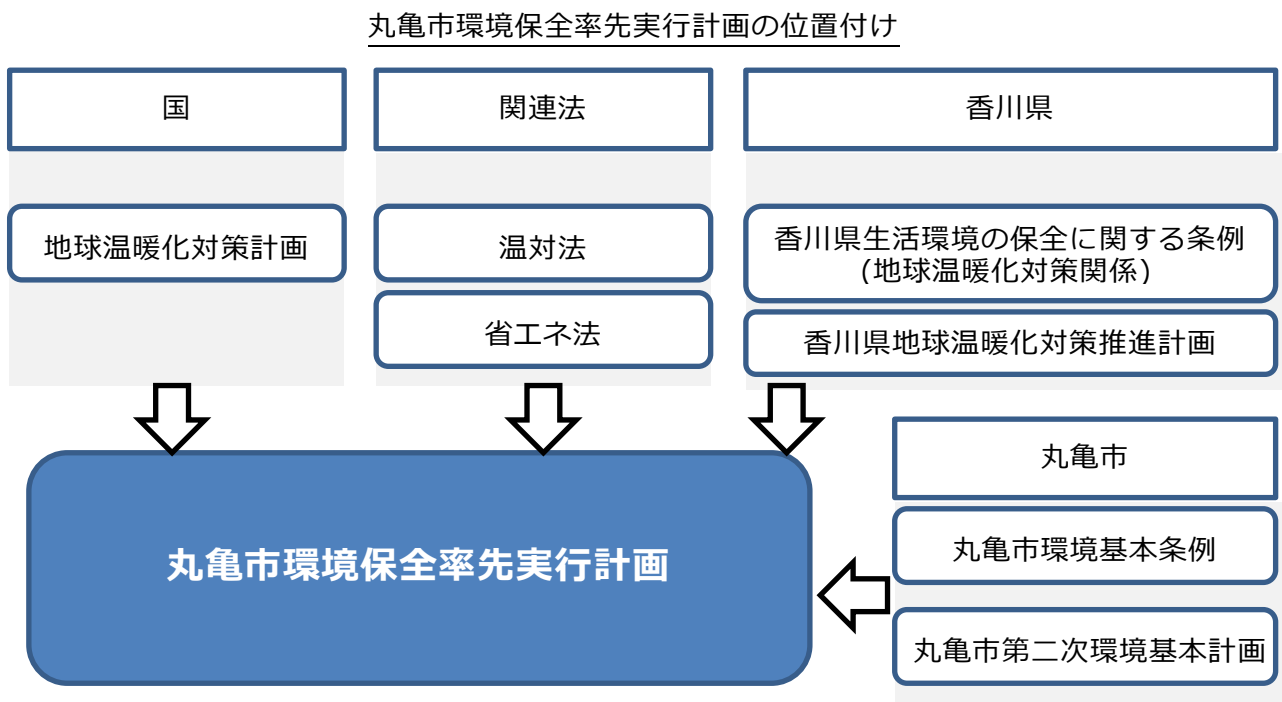 丸亀市環境保全率先実行計画の位置付け
国
関連法
香川県
地球温暖化対策計画
温対法
省エネ法
香川県生活環境の保全に関する条例
(地球温暖化対策関係)
香川県地球温暖化対策推進計画
丸亀市
丸亀市環境基本条例
丸亀市第二次環境基本計画
丸亀市環境保全率先実行計画